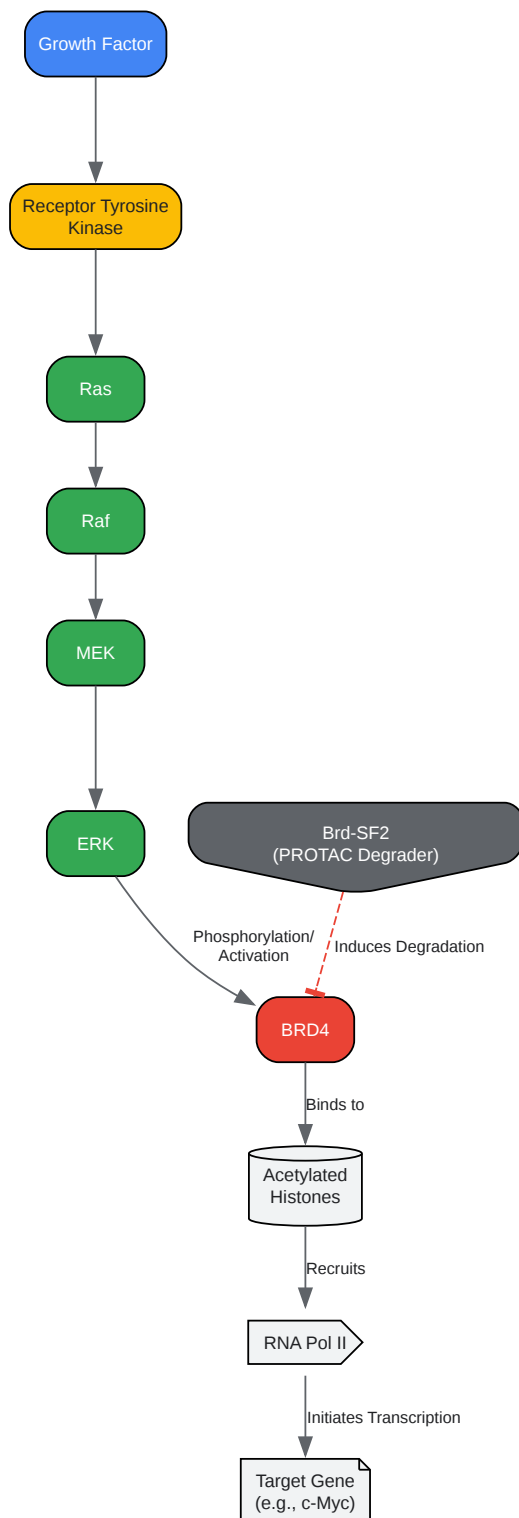 Growth Factor
Receptor Tyrosine
Kinase
Ras
Raf
MEK
ERK
Brd-SF2
(PROTAC Degrader)
Phosphorylation/
Activation
Induces Degradation
BRD4
Binds to
Acetylated
Histones
Recruits
RNA Pol II
Initiates Transcription
Target Gene
(e.g., c-Myc)